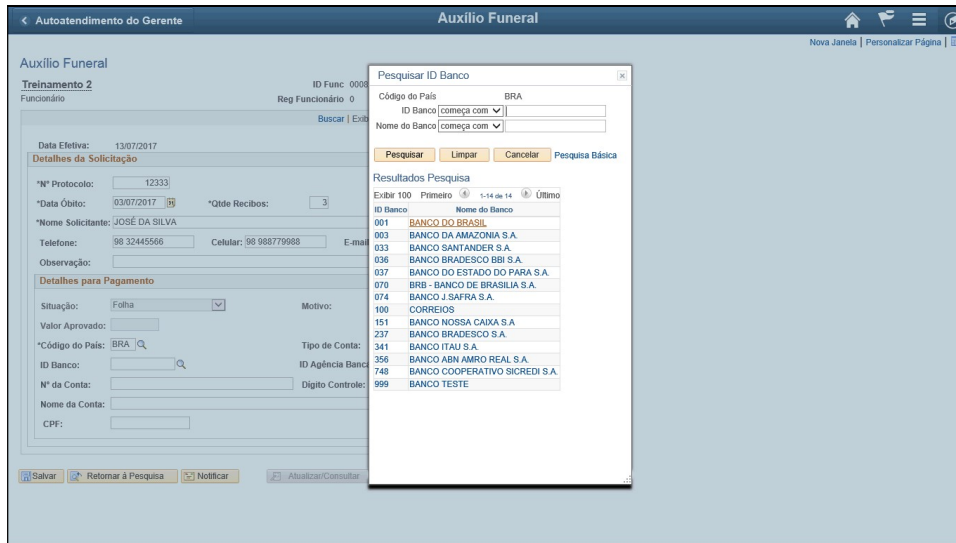 Autoatendimento do Gerente
Auxílio Funeral
Nova Janela | Personalizar Página |
Auxílio Funeral
Treinamento 2
ID Func 0008
Funcionário
Reg Funcionário 0
Buscar | Exib
Data Efetiva: 13/07/2017
Detalhes da Solicitação
*Nº Protocolo: 12333
*Data Óbito: 03/07/2017 *Qtde Recibos: 3
*Nome Solicitante: JOSÉ DA SILVA
Telefone: 98 32445566 Celular: 98 988779988 E-mail
Observação:
Detalhes para Pagamento
Situação: Folha Motivo:
Valor Aprovado:
*Código do País: BRA Tipo de Conta:
ID Banco: ID Agência Banca
Nº da Conta: Dígito Controle:
Nome da Conta:
CPF:
Salvar Retornar à Pesquisa Notificar Atualizar/Consultar
Pesquisar ID Banco
Código do País BRA
ID Banco começa com
Nome do Banco começa com
Pesquisar Limpar Cancelar Pesquisa Básica
Resultados Pesquisa
Exibir 100 Primeiro 1-14 de 14 Último
ID Banco Nome do Banco
001 BANCO DO BRASIL
003 BANCO DA AMAZONIA S.A.
033 BANCO SANTANDER S.A.
036 BANCO BRADESCO BBI S.A.
037 BANCO DO ESTADO DO PARA S.A.
070 BRB - BANCO DE BRASILIA S.A.
074 BANCO J.SAFRA S.A.
100 CORREIOS
151 BANCO NOSSA CAIXA S.A
237 BANCO BRADESCO S.A.
341 BANCO ITAU S.A.
356 BANCO ABN AMRO REAL S.A.
748 BANCO COOPERATIVO SICREDI S.A.
999 BANCO TESTE